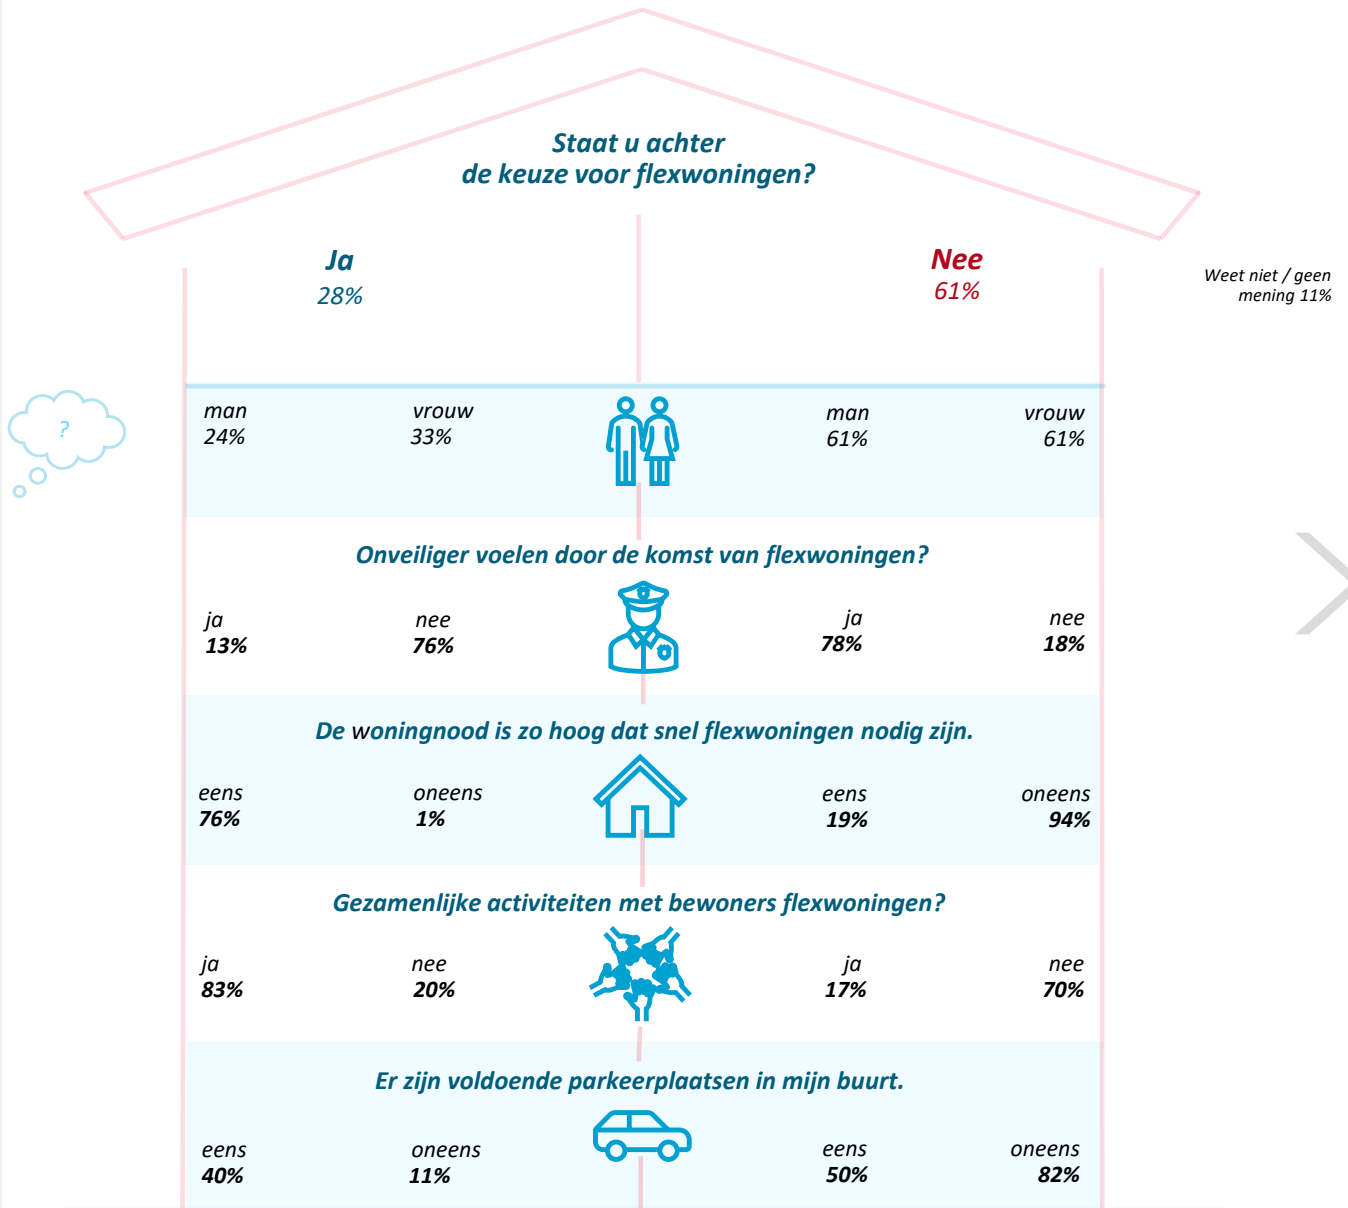 Staat u achter
de keuze voor flexwoningen?
Ja
28%
Nee
61%
Weet niet / geen
mening 11%
?
man
24%
vrouw
33%
man
61%
vrouw
61%
Onveiliger voelen door de komst van flexwoningen?
ja
13%
nee
76%
ja
78%
nee
18%
De woningnood is zo hoog dat snel flexwoningen nodig zijn.
eens
76%
oneens
1%
eens
19%
oneens
94%
Gezamenlijke activiteiten met bewoners flexwoningen?
ja
83%
nee
20%
ja
17%
nee
70%
Er zijn voldoende parkeerplaatsen in mijn buurt.
eens
40%
oneens
11%
eens
50%
oneens
82%